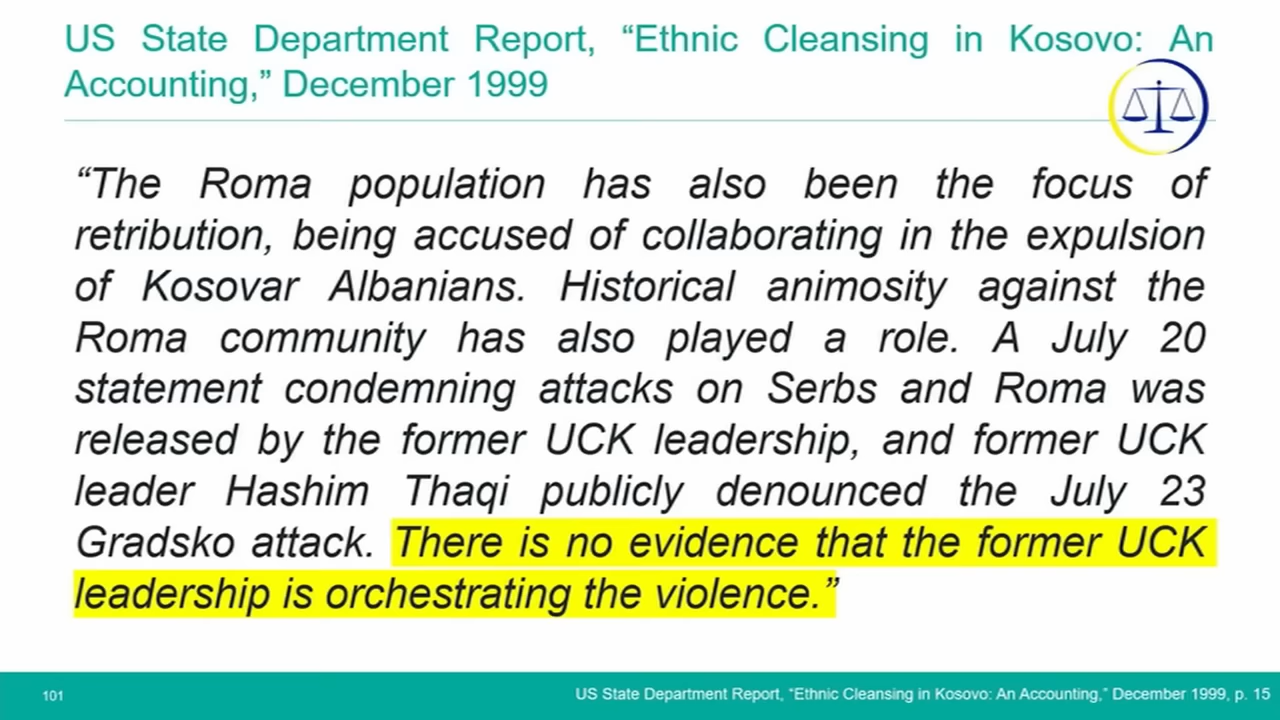 US State Department Report, “Ethnic Cleansing in Kosovo: An
Accounting,” December 1999
“The Roma population has also been the focus of
retribution, being accused of collaborating in the expulsion
of Kosovar Albanians. Historical animosity against the
Roma community has also played a role. A July 20
statement condemning attacks on Serbs and Roma was
released by the former UCK leadership, and former UCK
leader Hashim Thaqi publicly denounced the July 23
Gradsko attack. There is no evidence that the former UCK
leadership is orchestrating the violence.”
101
US State Department Report, “Ethnic Cleansing in Kosovo: An Accounting,” December 1999, p. 15